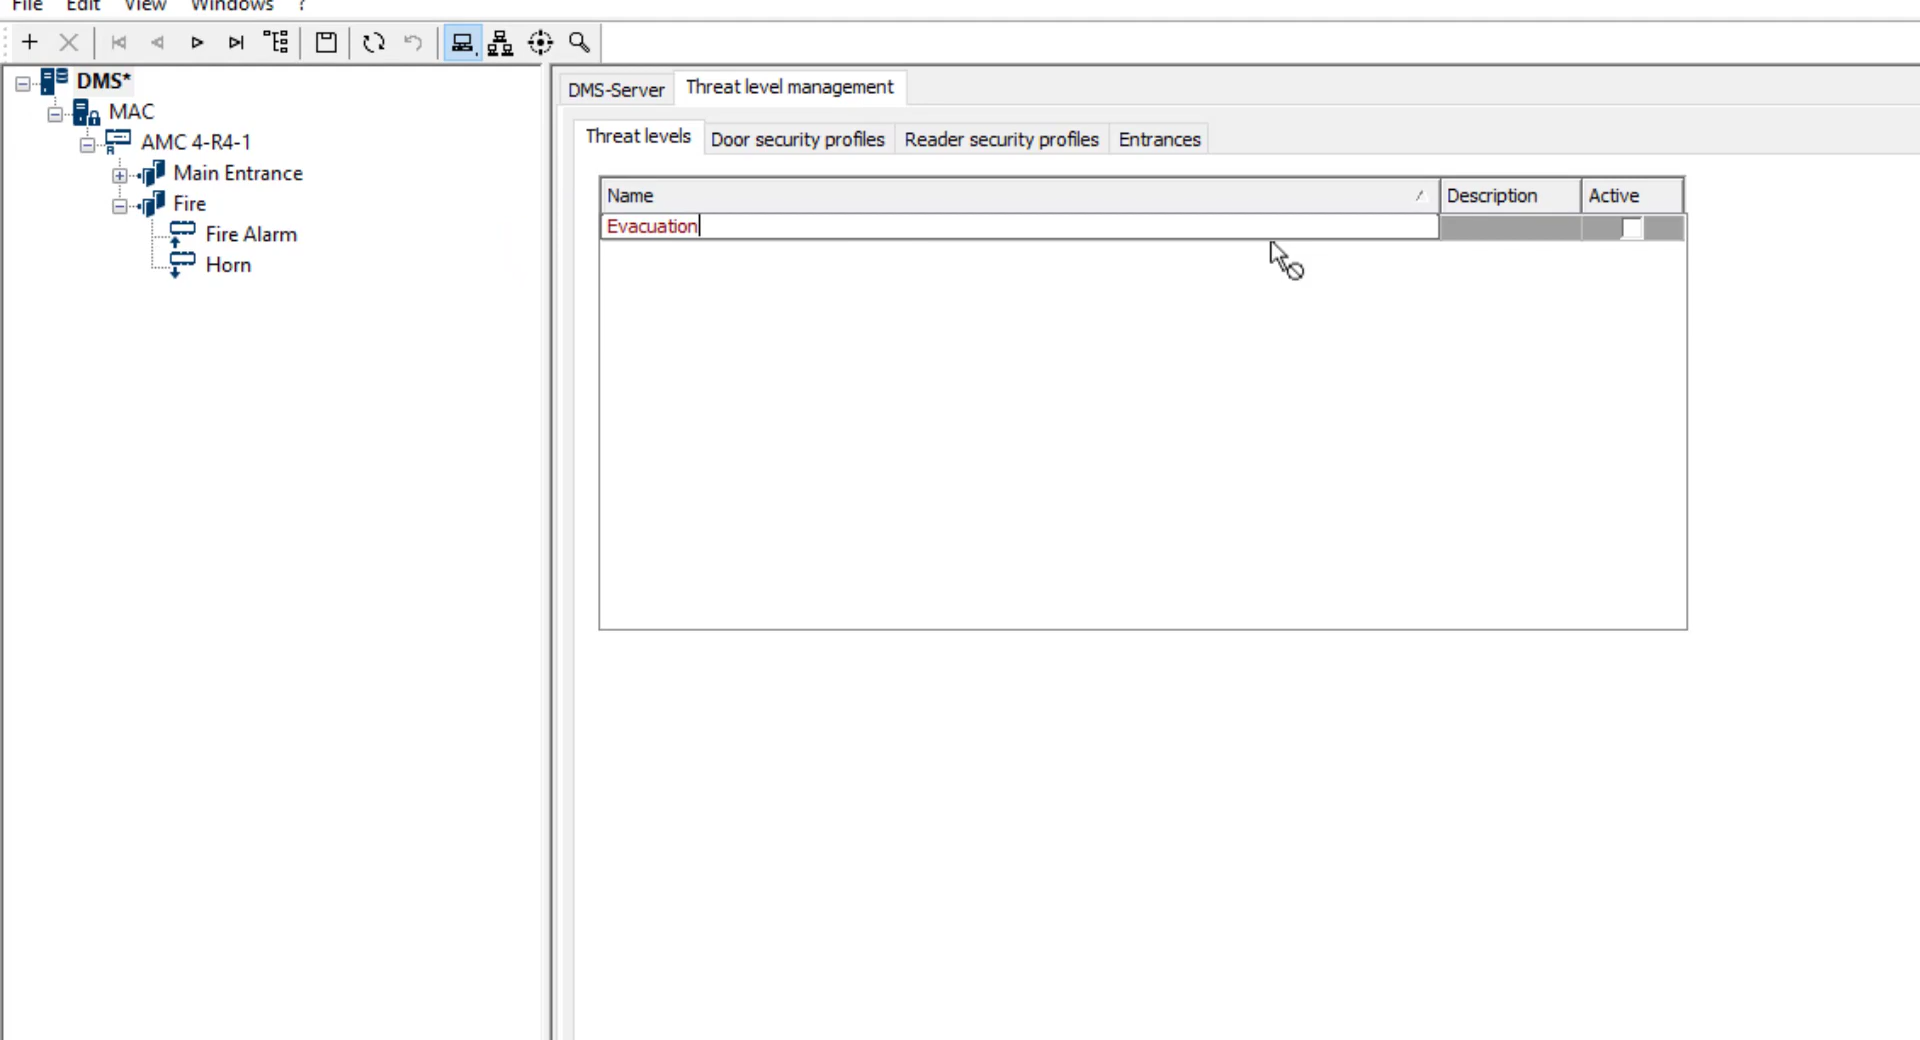 File Edit View Windows ?
DMS*
MAC
AMC 4-R4-1
Main Entrance
Fire
Fire Alarm
Horn
DMS-Server Threat level management
Threat levels Door security profiles Reader security profiles Entrances
Name Description Active
Evacuation